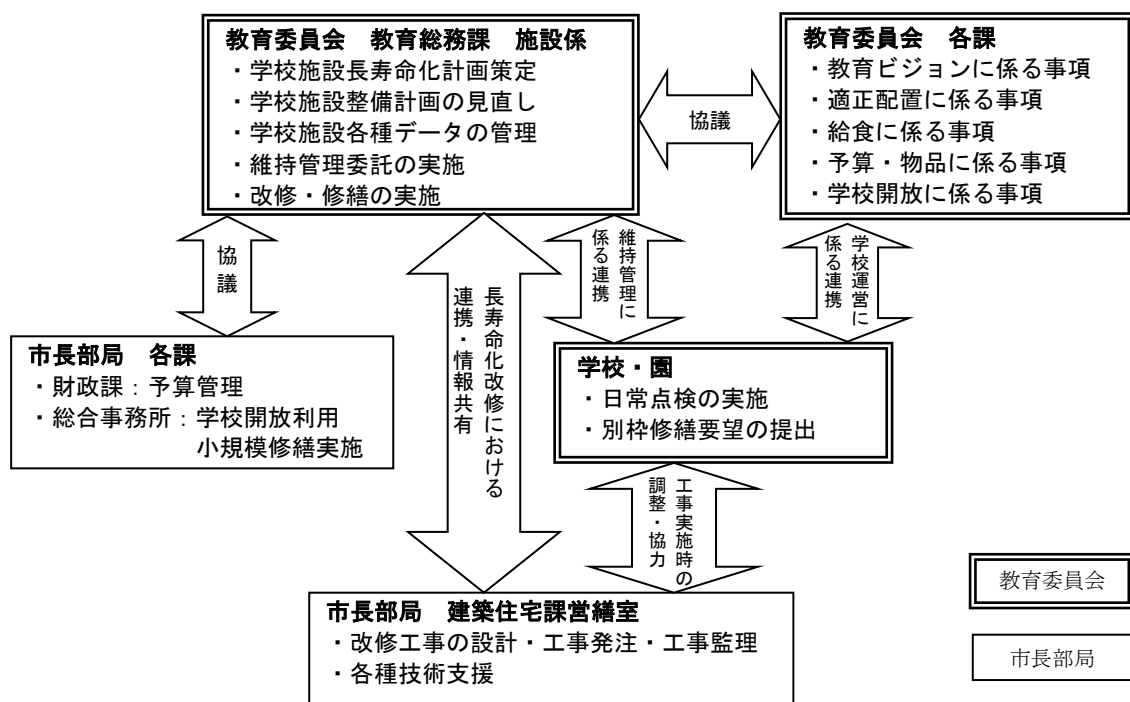 教育委員会　教育総務課　施設係
・学校施設長寿命化計画策定
・学校施設整備計画の見直し
・学校施設各種データの管理
・維持管理委託の実施
・改修・修繕の実施
協議
教育委員会　各課
・教育ビジョンに係る事項
・適正配置に係る事項
・給食に係る事項
・予算・物品に係る事項
・学校開放に係る事項
協議
長寿命化改修における
連携・情報共有
維持管理に
係る連携
学校運営に
係る連携
市長部局　各課
・財政課：予算管理
・総合事務所：学校開放利用
小規模修繕実施
学校・園
・日常点検の実施
・別枠修繕要望の提出
工事実施時の
調整・協力
市長部局　建築住宅課営繕室
・改修工事の設計・工事発注・工事監理
・各種技術支援
教育委員会
市長部局